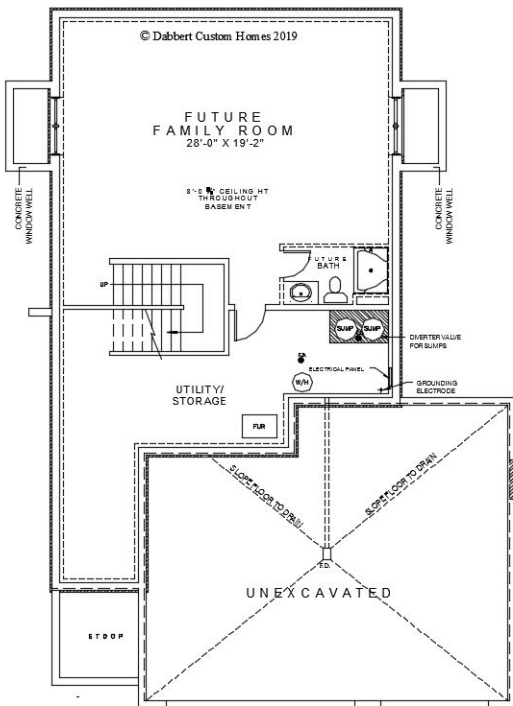 © Dabbert Custom Homes 2019
FUTURE
FAMILY ROOM
28'-0" X 19'-2"
CONCRETE
WINDOW WELL
CONCRETE
WINDOW WELL
CEILING HT
THROUGHOUT
BASEMENT
FUTURE
BATH
UP
SUMP
SUMP
DIVERTER VALVE
FOR SUMPS
ELECTRICAL PANEL
GROUNDING
ELECTRODE
W/H
UTILITY/
STORAGE
FUR
SLOPE FLOOR TO DRAIN
SLOPE FLOOR TO DRAIN
F.D.
UNEXCAVATED
STOOP